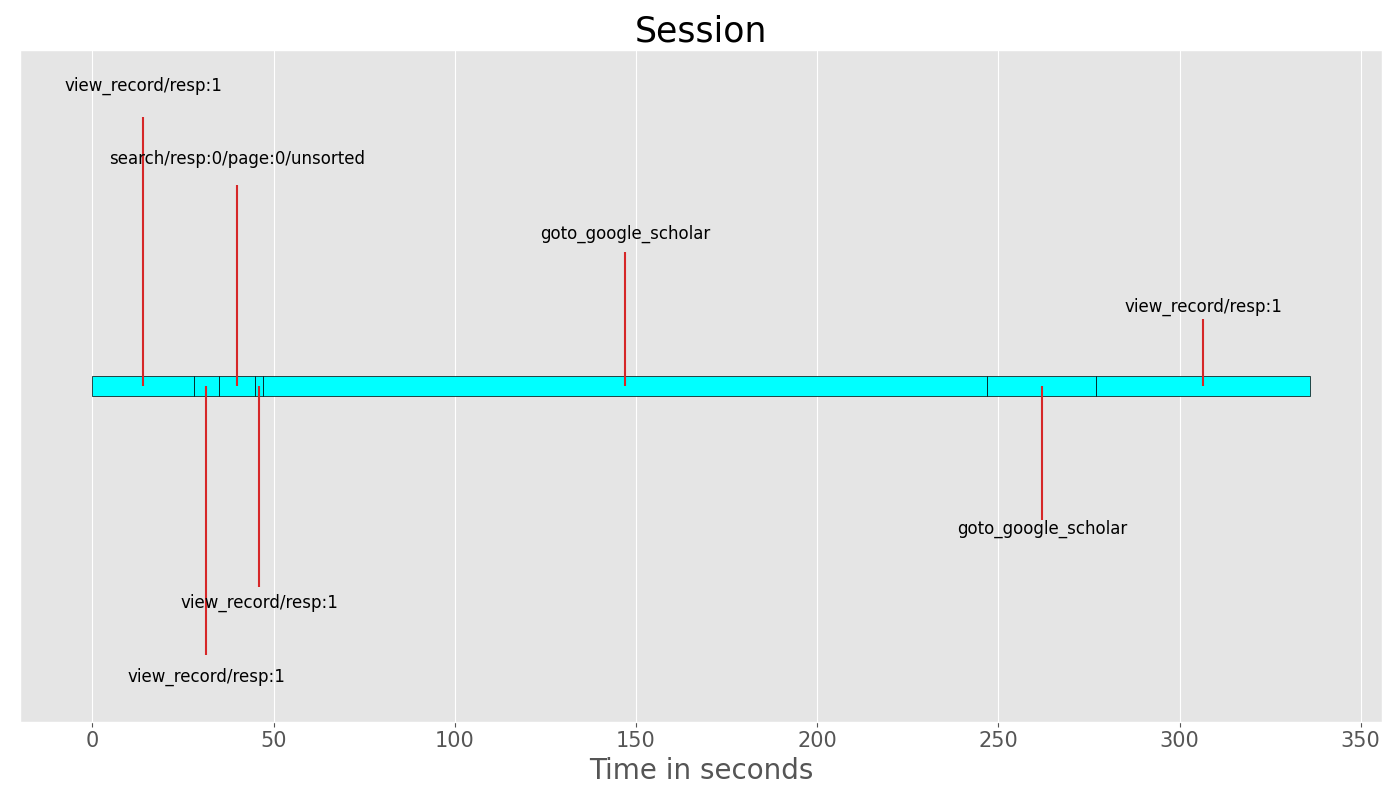 Session
view_record/resp:1
search/resp:0/page:0/unsorted
goto_google_scholar
view_record/resp:1
goto_google_scholar
view_record/resp:1
view_record/resp:1
0 50 100 150 200 250 300 350
Time in seconds